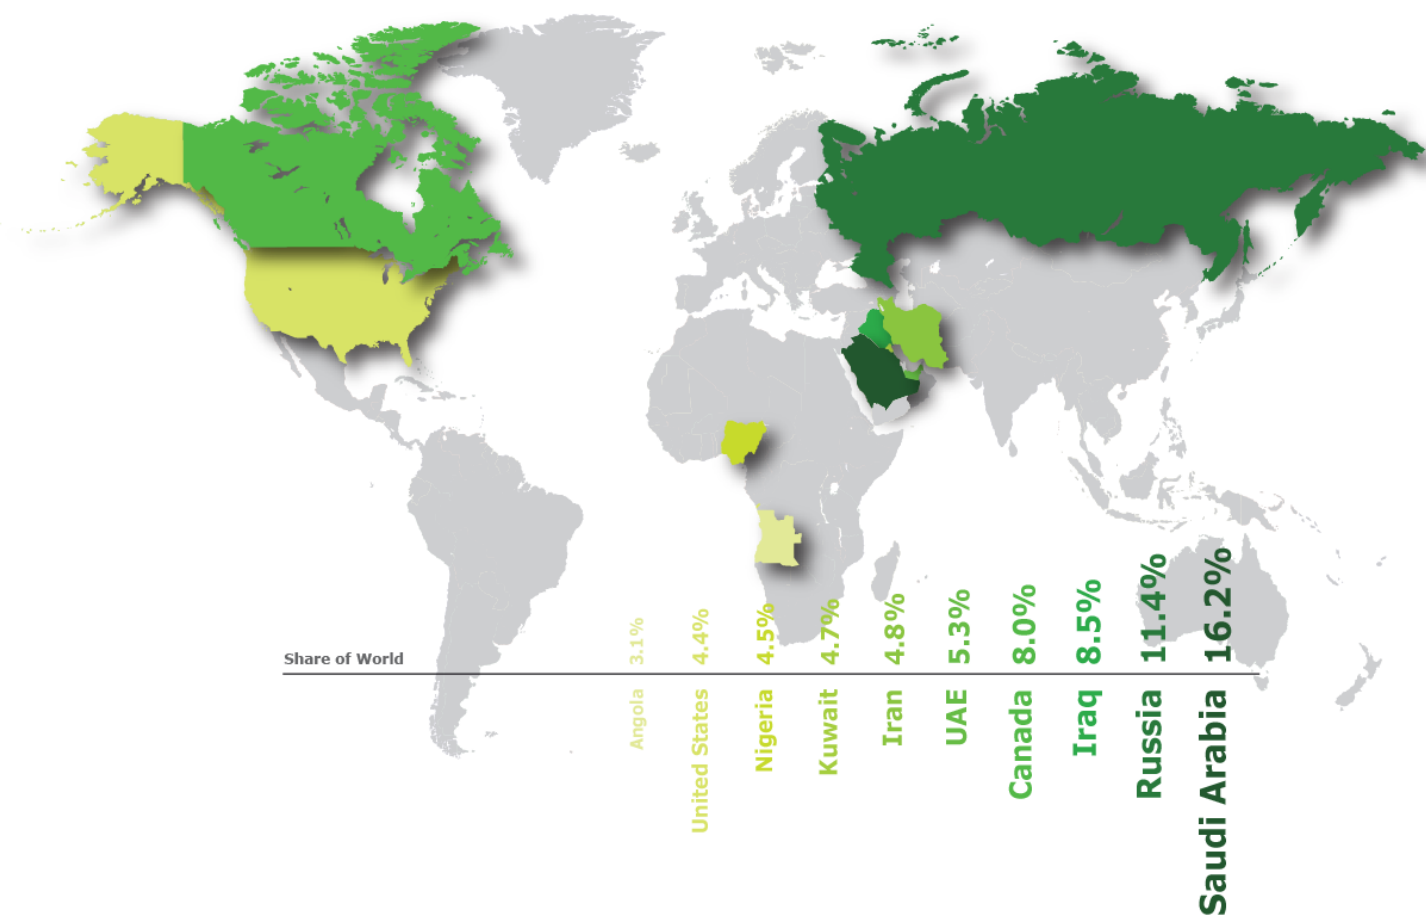 Share of World
3.1%
4.4%
4.5%
4.7%
4.8%
5.3%
8.0%
8.5%
11.4%
16.2%
Angola
United States
Nigeria
Kuwait
Iran
UAE
Canada
Iraq
Russia
Saudi Arabia